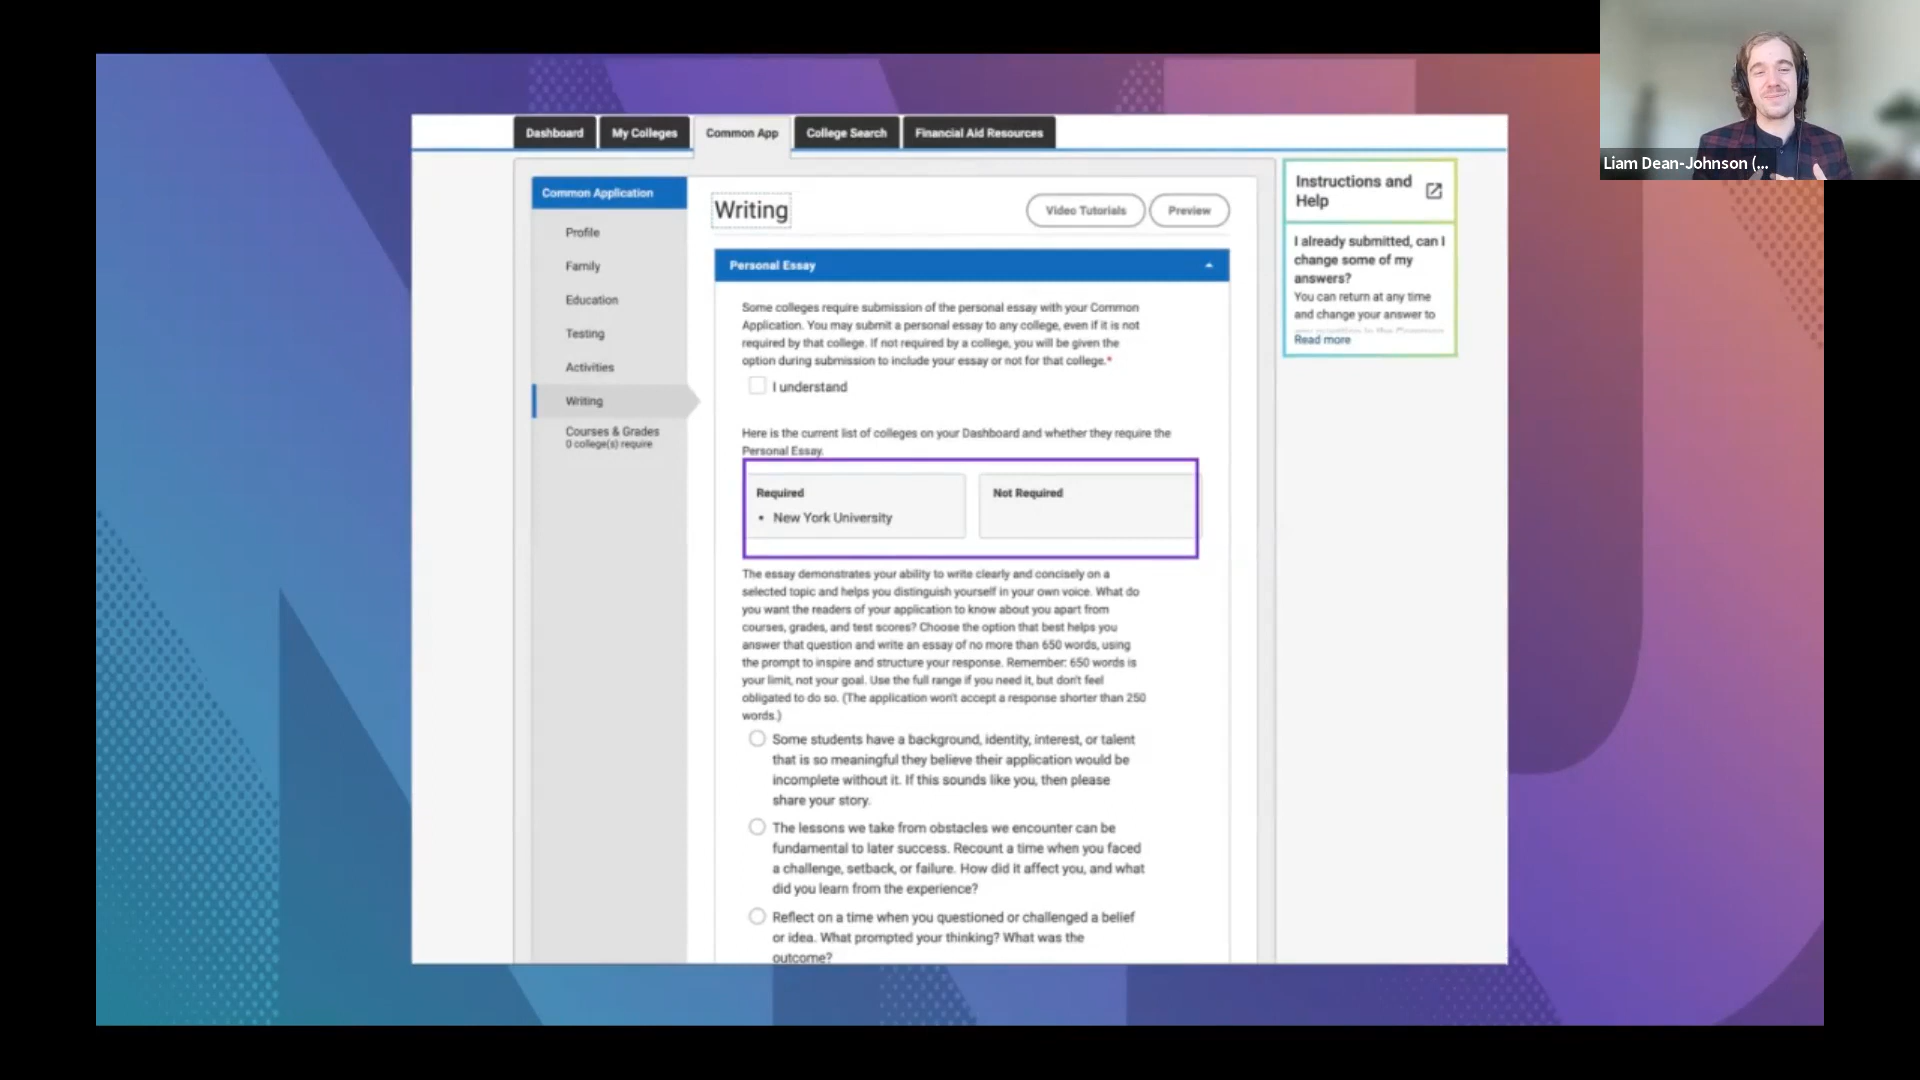 Dashboard
My Colleges
Common App
College Search
Financial Aid Resources
Liam Dean-Johnson (...
Common Application
Profile
Family
Education
Testing
Activities
Writing
Courses & Grades
0 college(s) require
Writing
Video Tutorials
Preview
Personal Essay
Some colleges require submission of the personal essay with your Common
Application. You may submit a personal essay to any college, even if it is not
required by that college. If not required by a college, you will be given the
option during submission to include your essay or not for that college.*
I understand
Here is the current list of colleges on your Dashboard and whether they require the
Personal Essay.
Required
• New York University
Not Required
The essay demonstrates your ability to write clearly and concisely on a
selected topic and helps you distinguish yourself in your own voice. What do
you want the readers of your application to know about you apart from
courses, grades, and test scores? Choose the option that best helps you
answer that question and write an essay of no more than 650 words, using
the prompt to inspire and structure your response. Remember: 650 words is
your limit, not your goal. Use the full range if you need it, but don't feel
obligated to do so. (The application won't accept a response shorter than 250
words.)
Some students have a background, identity, interest, or talent
that is so meaningful they believe their application would be
incomplete without it. If this sounds like you, then please
share your story.
The lessons we take from obstacles we encounter can be
fundamental to later success. Recount a time when you faced
a challenge, setback, or failure. How did it affect you, and what
did you learn from the experience?
Reflect on a time when you questioned or challenged a belief
or idea. What prompted your thinking? What was the
outcome?
Instructions and
Help
I already submitted, can I
change some of my
answers?
You can return at any time
and change your answer to
Read more